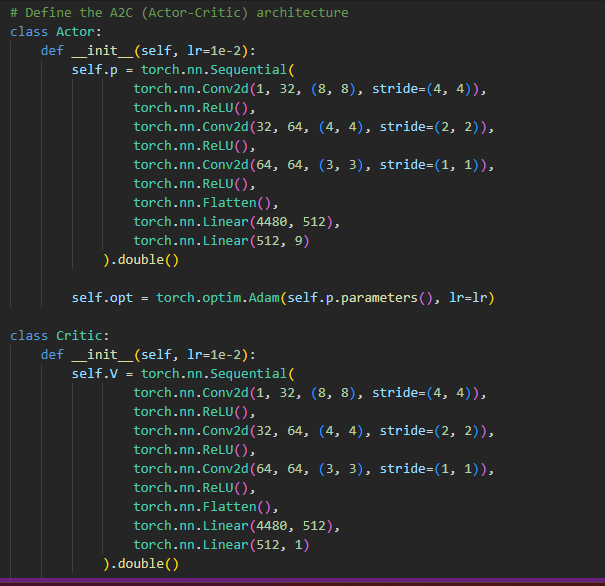 # Define the A2C (Actor-Critic) architecture
class Actor:
    def __init__(self, lr=1e-2):
        self.p = torch.nn.Sequential(
                torch.nn.Conv2d(1, 32, (8, 8), stride=(4, 4)),
                torch.nn.ReLU(),
                torch.nn.Conv2d(32, 64, (4, 4), stride=(2, 2)),
                torch.nn.ReLU(),
                torch.nn.Conv2d(64, 64, (3, 3), stride=(1, 1)),
                torch.nn.ReLU(),
                torch.nn.Flatten(),
                torch.nn.Linear(4480, 512),
                torch.nn.Linear(512, 9)
            ).double()

        self.opt = torch.optim.Adam(self.p.parameters(), lr=lr)

class Critic:
    def __init__(self, lr=1e-2):
        self.V = torch.nn.Sequential(
                torch.nn.Conv2d(1, 32, (8, 8), stride=(4, 4)),
                torch.nn.ReLU(),
                torch.nn.Conv2d(32, 64, (4, 4), stride=(2, 2)),
                torch.nn.ReLU(),
                torch.nn.Conv2d(64, 64, (3, 3), stride=(1, 1)),
                torch.nn.ReLU(),
                torch.nn.Flatten(),
                torch.nn.Linear(4480, 512),
                torch.nn.Linear(512, 1)
            ).double()